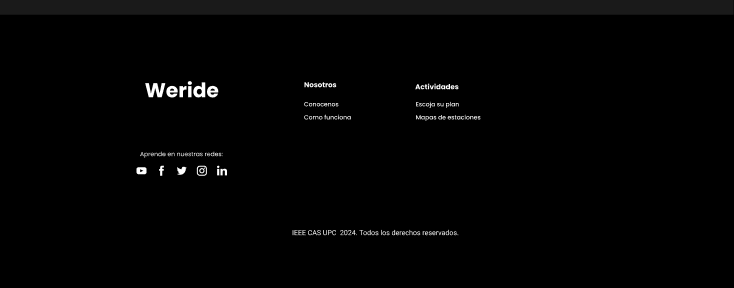 Weride
Nosotros
Conocenos
Como funciona
Actividades
Escoja su plan
Mapas de estaciones
Aprende en nuestras redes:
IEEE CAS UPC 2024. Todos los derechos reservados.